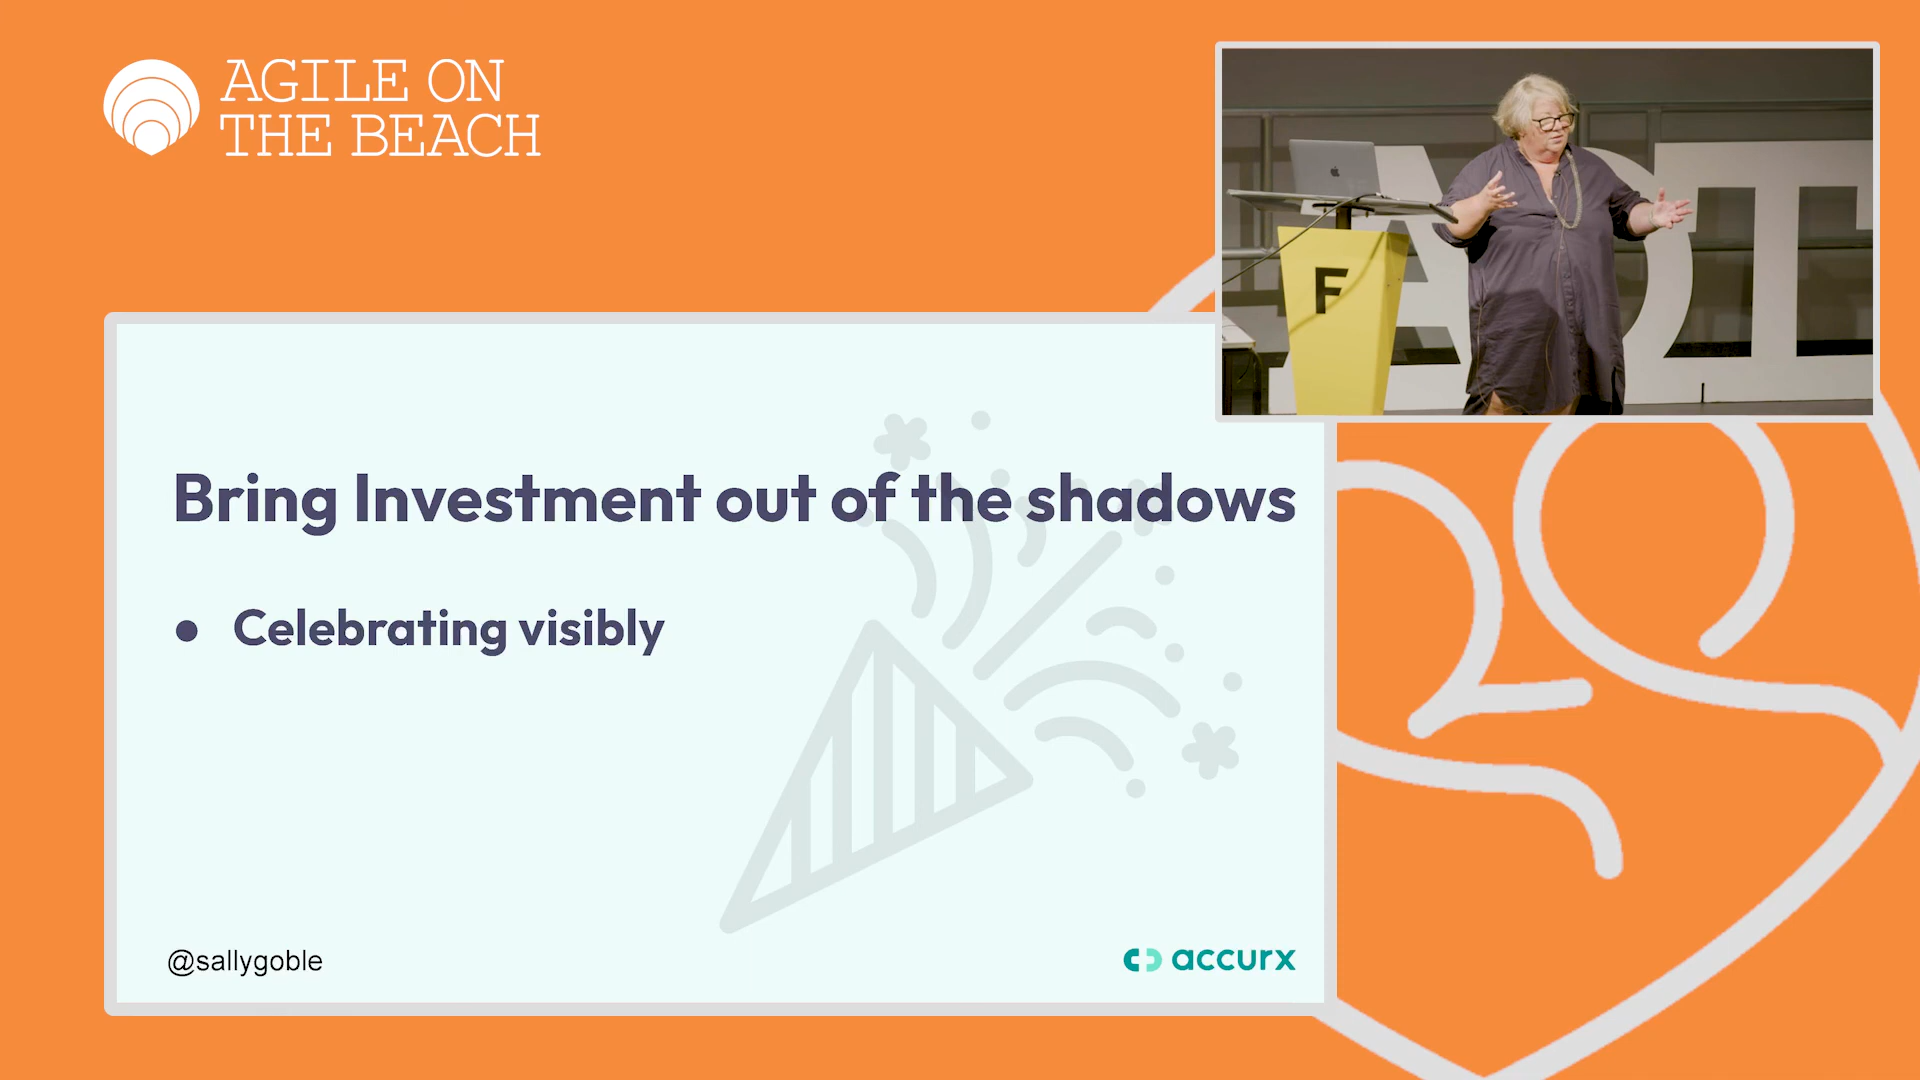 AGILE ON
THE BEACH
F
Bring Investment out of the shadows
● Celebrating visibly
@sallygoble
accurx